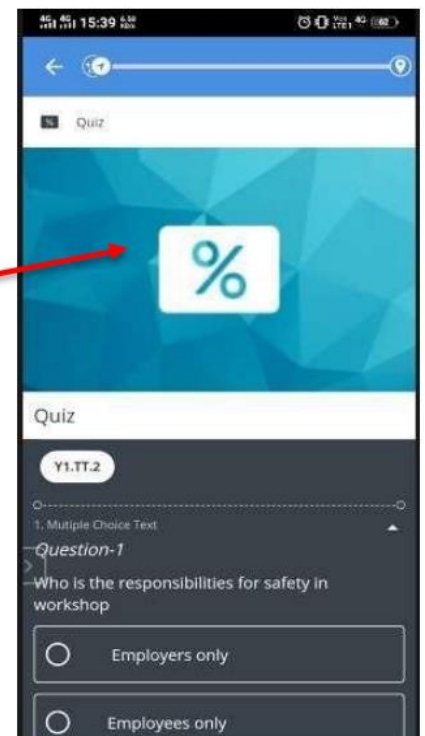 15:39
Quiz
%
Quiz
Y1.TT.2
1. Mutiple Choice Text
Question-1
Who is the responsibilities for safety in
workshop
Employers only
Employees only